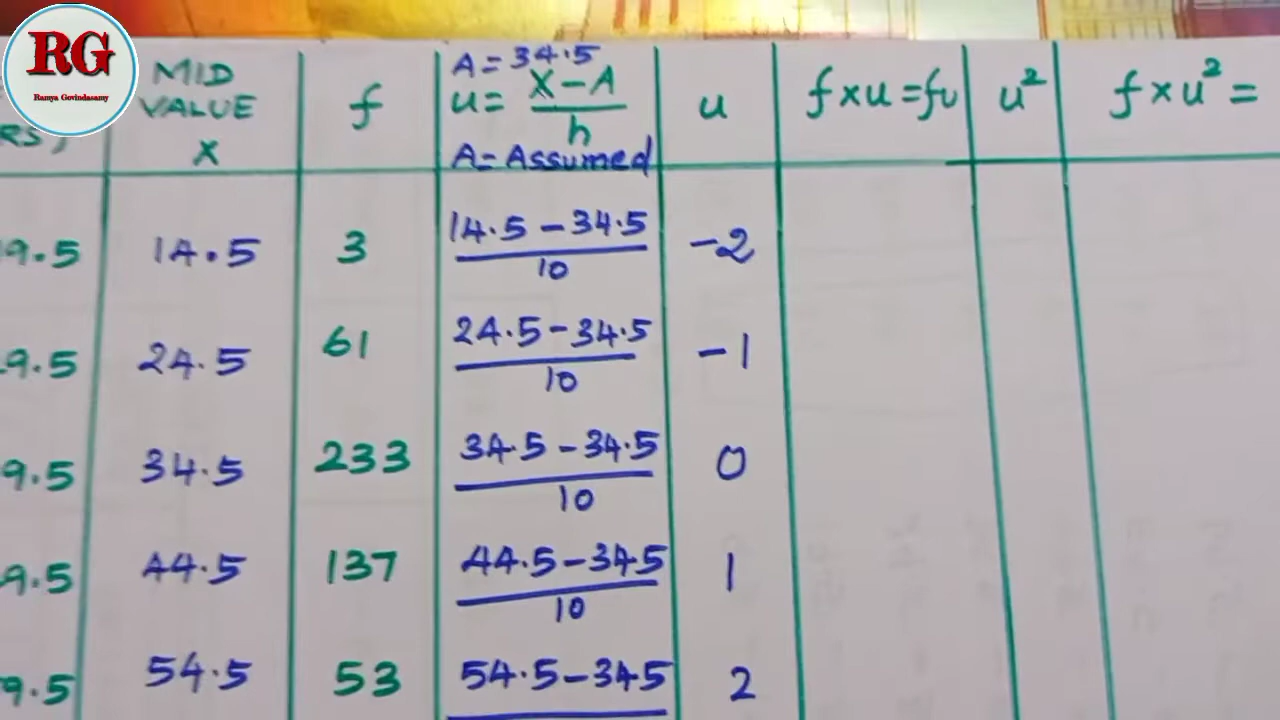 RG
Ramya Govindasamy
RS)
MID
VALUE
X
f
A = 34.5
u = X - A
h
A = Assumed
u
f x u = fu
u²
f x u² =
9.5 14.5 3 14.5 - 34.5 -2
10
9.5 24.5 61 24.5 - 34.5 -1
10
9.5 34.5 233 34.5 - 34.5 0
10
9.5 44.5 137 44.5 - 34.5 1
10
9.5 54.5 53 54.5 - 345 2